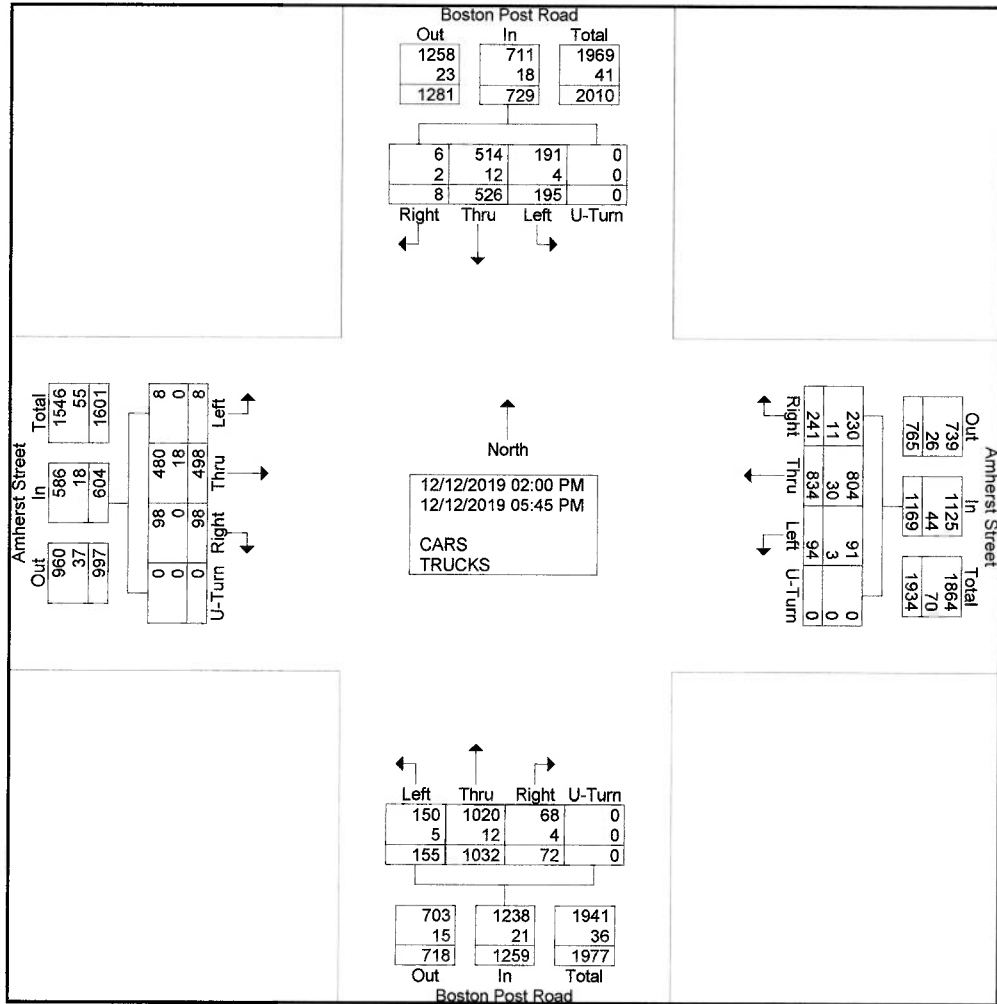 Boston Post Road
Out In Total
1258 711 1969
23 18 41
1281 729 2010
6 514 191 0
2 12 4 0
8 526 195 0
Right Thru Left U-Turn
Amherst Street
Total In Out
1546 586 960
55 18 37
1601 604 997
8 480 98 0
0 18 0 0
8 498 98 0
Left Thru Right U-Turn
North
12/12/2019 02:00 PM
12/12/2019 05:45 PM
CARS
TRUCKS
Right Thru Left U-Turn
241 834 94 0
11 30 3 0
230 804 91 0
765 1169 1934
26 44 70
739 1125 1864
Out In Total
Amherst Street
Left Thru Right U-Turn
150 1020 68 0
5 12 4 0
155 1032 72 0
703 1238 1941
15 21 36
718 1259 1977
Out In Total
Boston Post Road